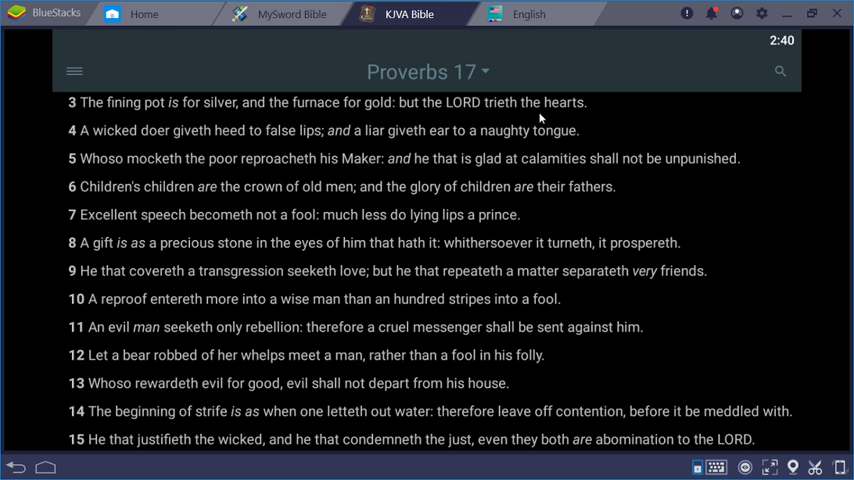 BlueStacks Home MySword Bible KJVA Bible English
2:40
Proverbs 17
3 The fining pot is for silver, and the furnace for gold: but the LORD trieth the hearts.
4 A wicked doer giveth heed to false lips; and a liar giveth ear to a naughty tongue.
5 Whoso mocketh the poor reproacheth his Maker: and he that is glad at calamities shall not be unpunished.
6 Children's children are the crown of old men; and the glory of children are their fathers.
7 Excellent speech becometh not a fool: much less do lying lips a prince.
8 A gift is as a precious stone in the eyes of him that hath it: whithersoever it turneth, it prospereth.
9 He that covereth a transgression seeketh love; but he that repeateth a matter separateth very friends.
10 A reproof entereth more into a wise man than an hundred stripes into a fool.
11 An evil man seeketh only rebellion: therefore a cruel messenger shall be sent against him.
12 Let a bear robbed of her whelps meet a man, rather than a fool in his folly.
13 Whoso rewardeth evil for good, evil shall not depart from his house.
14 The beginning of strife is as when one letteth out water: therefore leave off contention, before it be meddled with.
15 He that justifieth the wicked, and he that condemneth the just, even they both are abomination to the LORD.